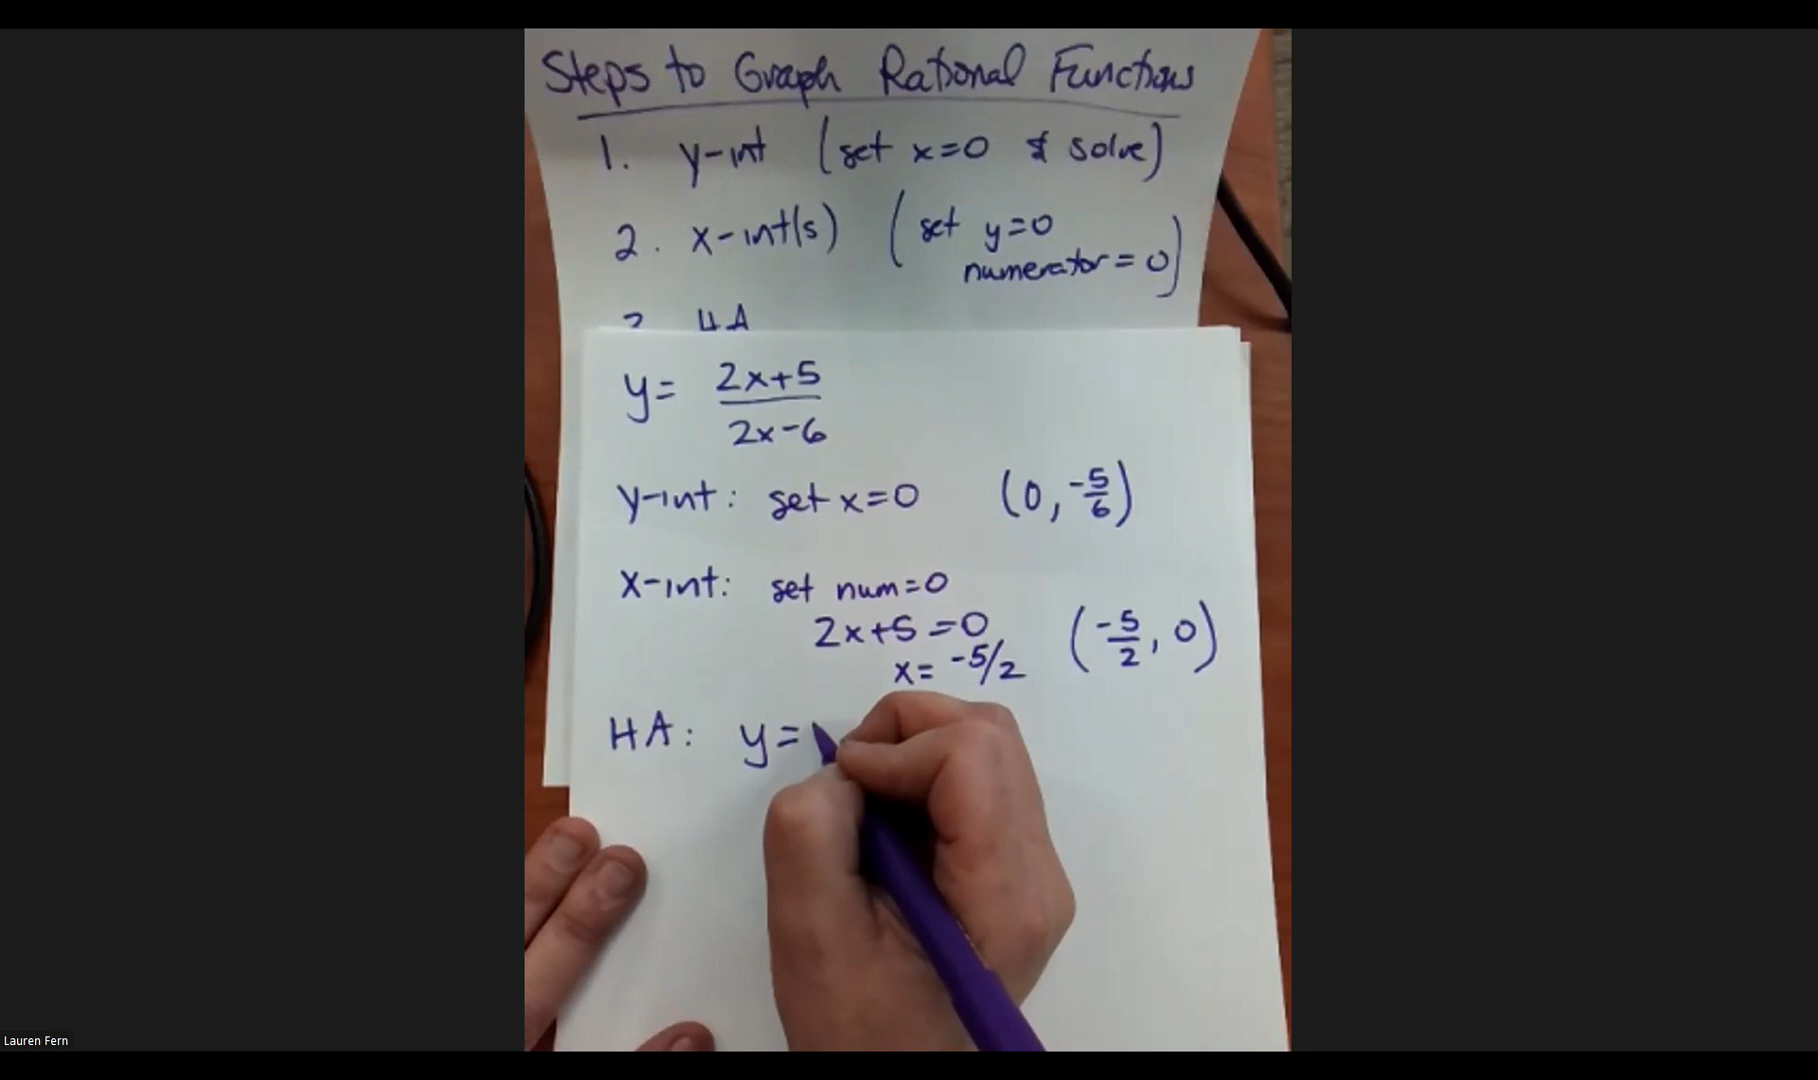 Steps to Graph Rational Functions
1. y-int (set x=0 & solve)
2. x-int(s) (set y=0
numerator = 0)
3. HA
y= 2x+5
2x-6
y-int: set x=0 (0, -5/6)
x-int: set num=0
2x+5=0 (-5/2, 0)
x= -5/2
HA: y=
Lauren Fern